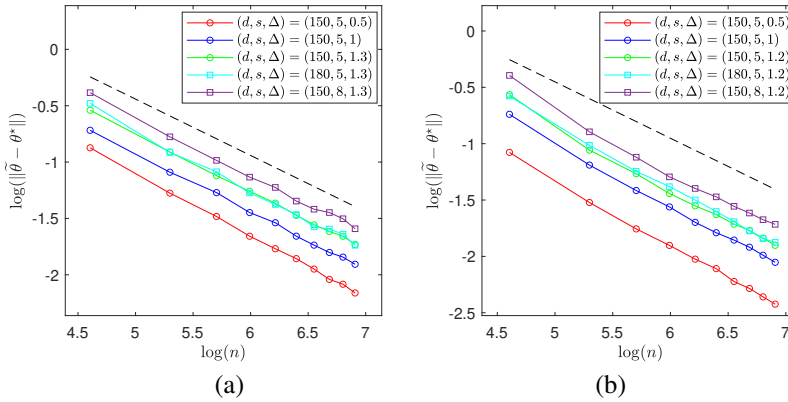 (d, s, Δ) = (150, 5, 0.5)
(d, s, Δ) = (150, 5, 1)
(d, s, Δ) = (150, 5, 1.3)
(d, s, Δ) = (180, 5, 1.3)
(d, s, Δ) = (150, 8, 1.3)
0
-0.5
-1
-1.5
-2
log(‖θ̃ − θ*‖)
4.5 5 5.5 6 6.5 7
log(n)
(a)
(d, s, Δ) = (150, 5, 0.5)
(d, s, Δ) = (150, 5, 1)
(d, s, Δ) = (150, 5, 1.2)
(d, s, Δ) = (180, 5, 1.2)
(d, s, Δ) = (150, 8, 1.2)
0
-0.5
-1
-1.5
-2
-2.5
log(‖θ̃ − θ*‖)
4.5 5 5.5 6 6.5 7
log(n)
(b)